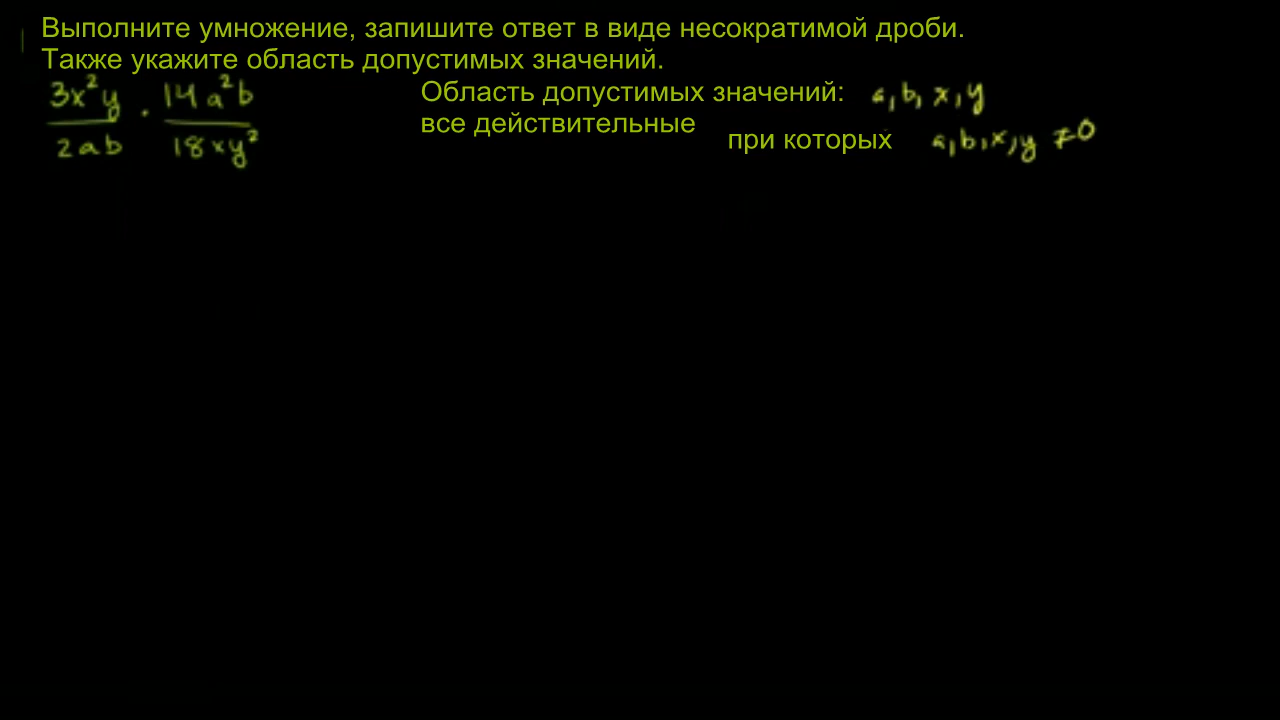 Выполните умножение, запишите ответ в виде несократимой дроби.
Также укажите область допустимых значений.
3x²y / 2ab · 14a²b / 18xy²
Область допустимых значений: a, b, x, y
все действительные
при которых a, b, x, y ≠0